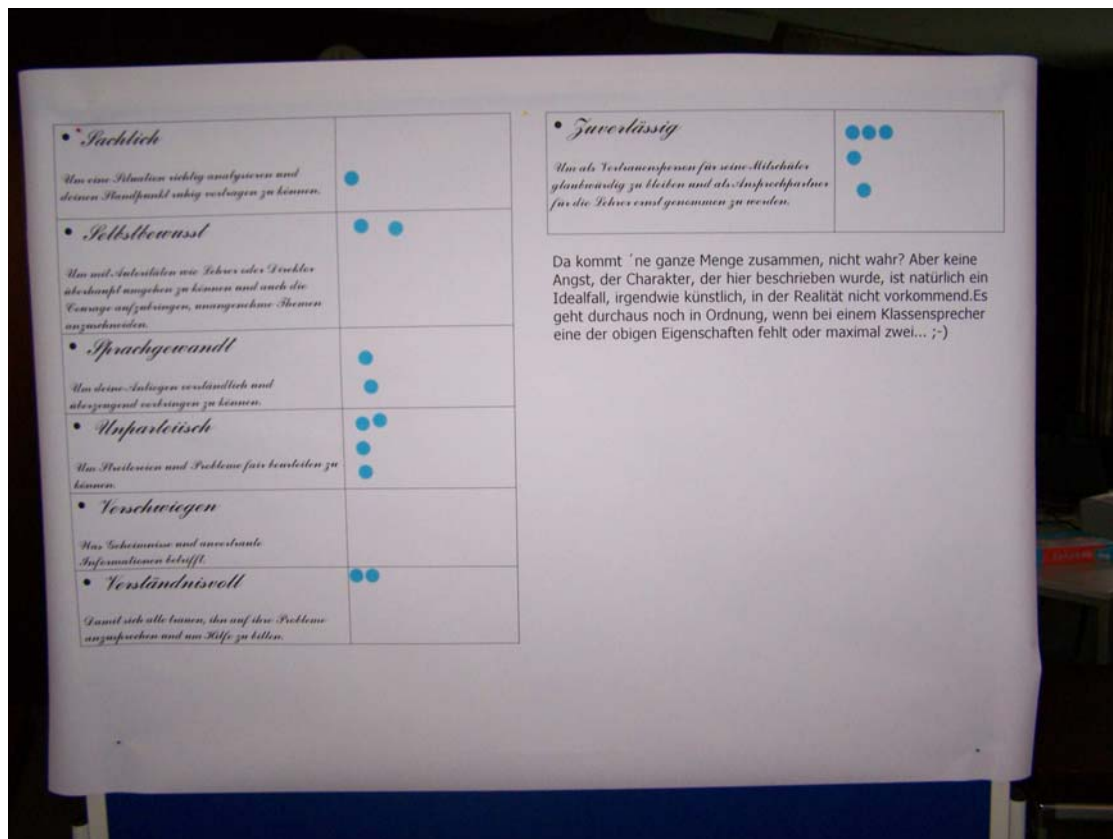 • Sachlich
Um eine Situation richtig analysieren und
deinen Standpunkt ruhig vortragen zu können.
• Selbstbewusst
Um mit Autoritäten wie Lehrer oder Direktor
überhaupt umgehen zu können und auch die
Courage aufzubringen, unangenehme Themen
anzuschneiden.
• Sprachgewandt
Um deine Anliegen verständlich und
überzeugend vorbringen zu können.
• Unparteiisch
Um Streitereien und Probleme fair beurteilen zu
können.
• Verschwiegen
Was Geheimnisse und anvertraute
Informationen betrifft.
• Verständnisvoll
Damit sich alle trauen, ihn auf ihre Probleme
anzusprechen und um Hilfe zu bitten.
• Zuverlässig
Um als Vertrauensperson für seine Mitschüler
glaubwürdig zu bleiben und als Ansprechpartner
für die Lehrer ernst genommen zu werden.
Da kommt ´ne ganze Menge zusammen, nicht wahr? Aber keine
Angst, der Charakter, der hier beschrieben wurde, ist natürlich ein
Idealfall, irgendwie künstlich, in der Realität nicht vorkommend.Es
geht durchaus noch in Ordnung, wenn bei einem Klassensprecher
eine der obigen Eigenschaften fehlt oder maximal zwei... ;-)